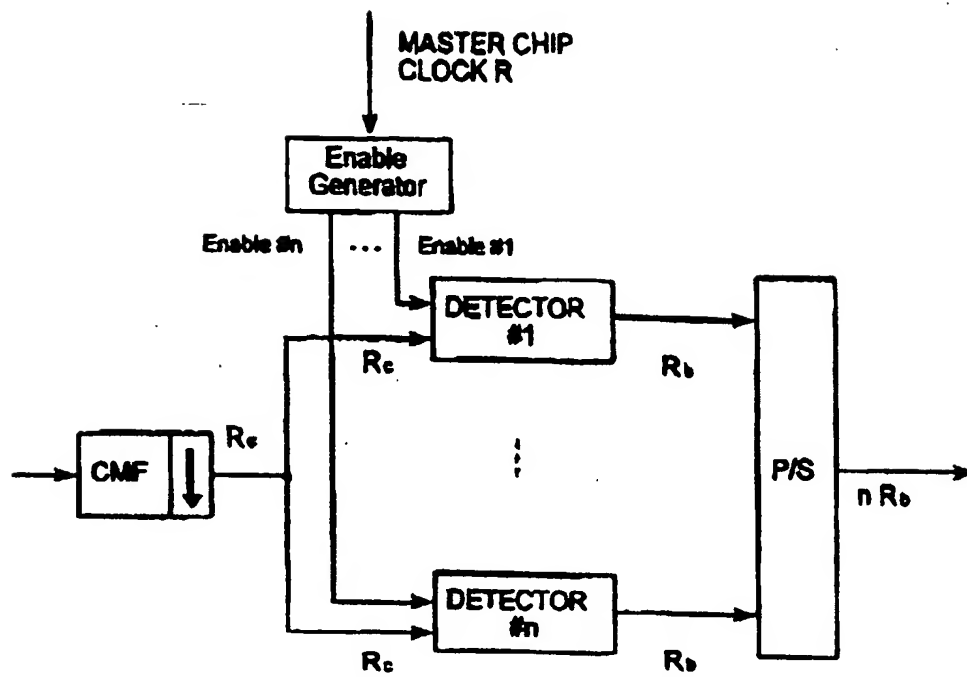 MASTER CHIP
CLOCK R
Enable
Generator
Enable #n
...
Enable #1
DETECTOR
#1
Rc
Rb
CMF
Rc
P/S
n Rb
DETECTOR
#n
Rc
Rb